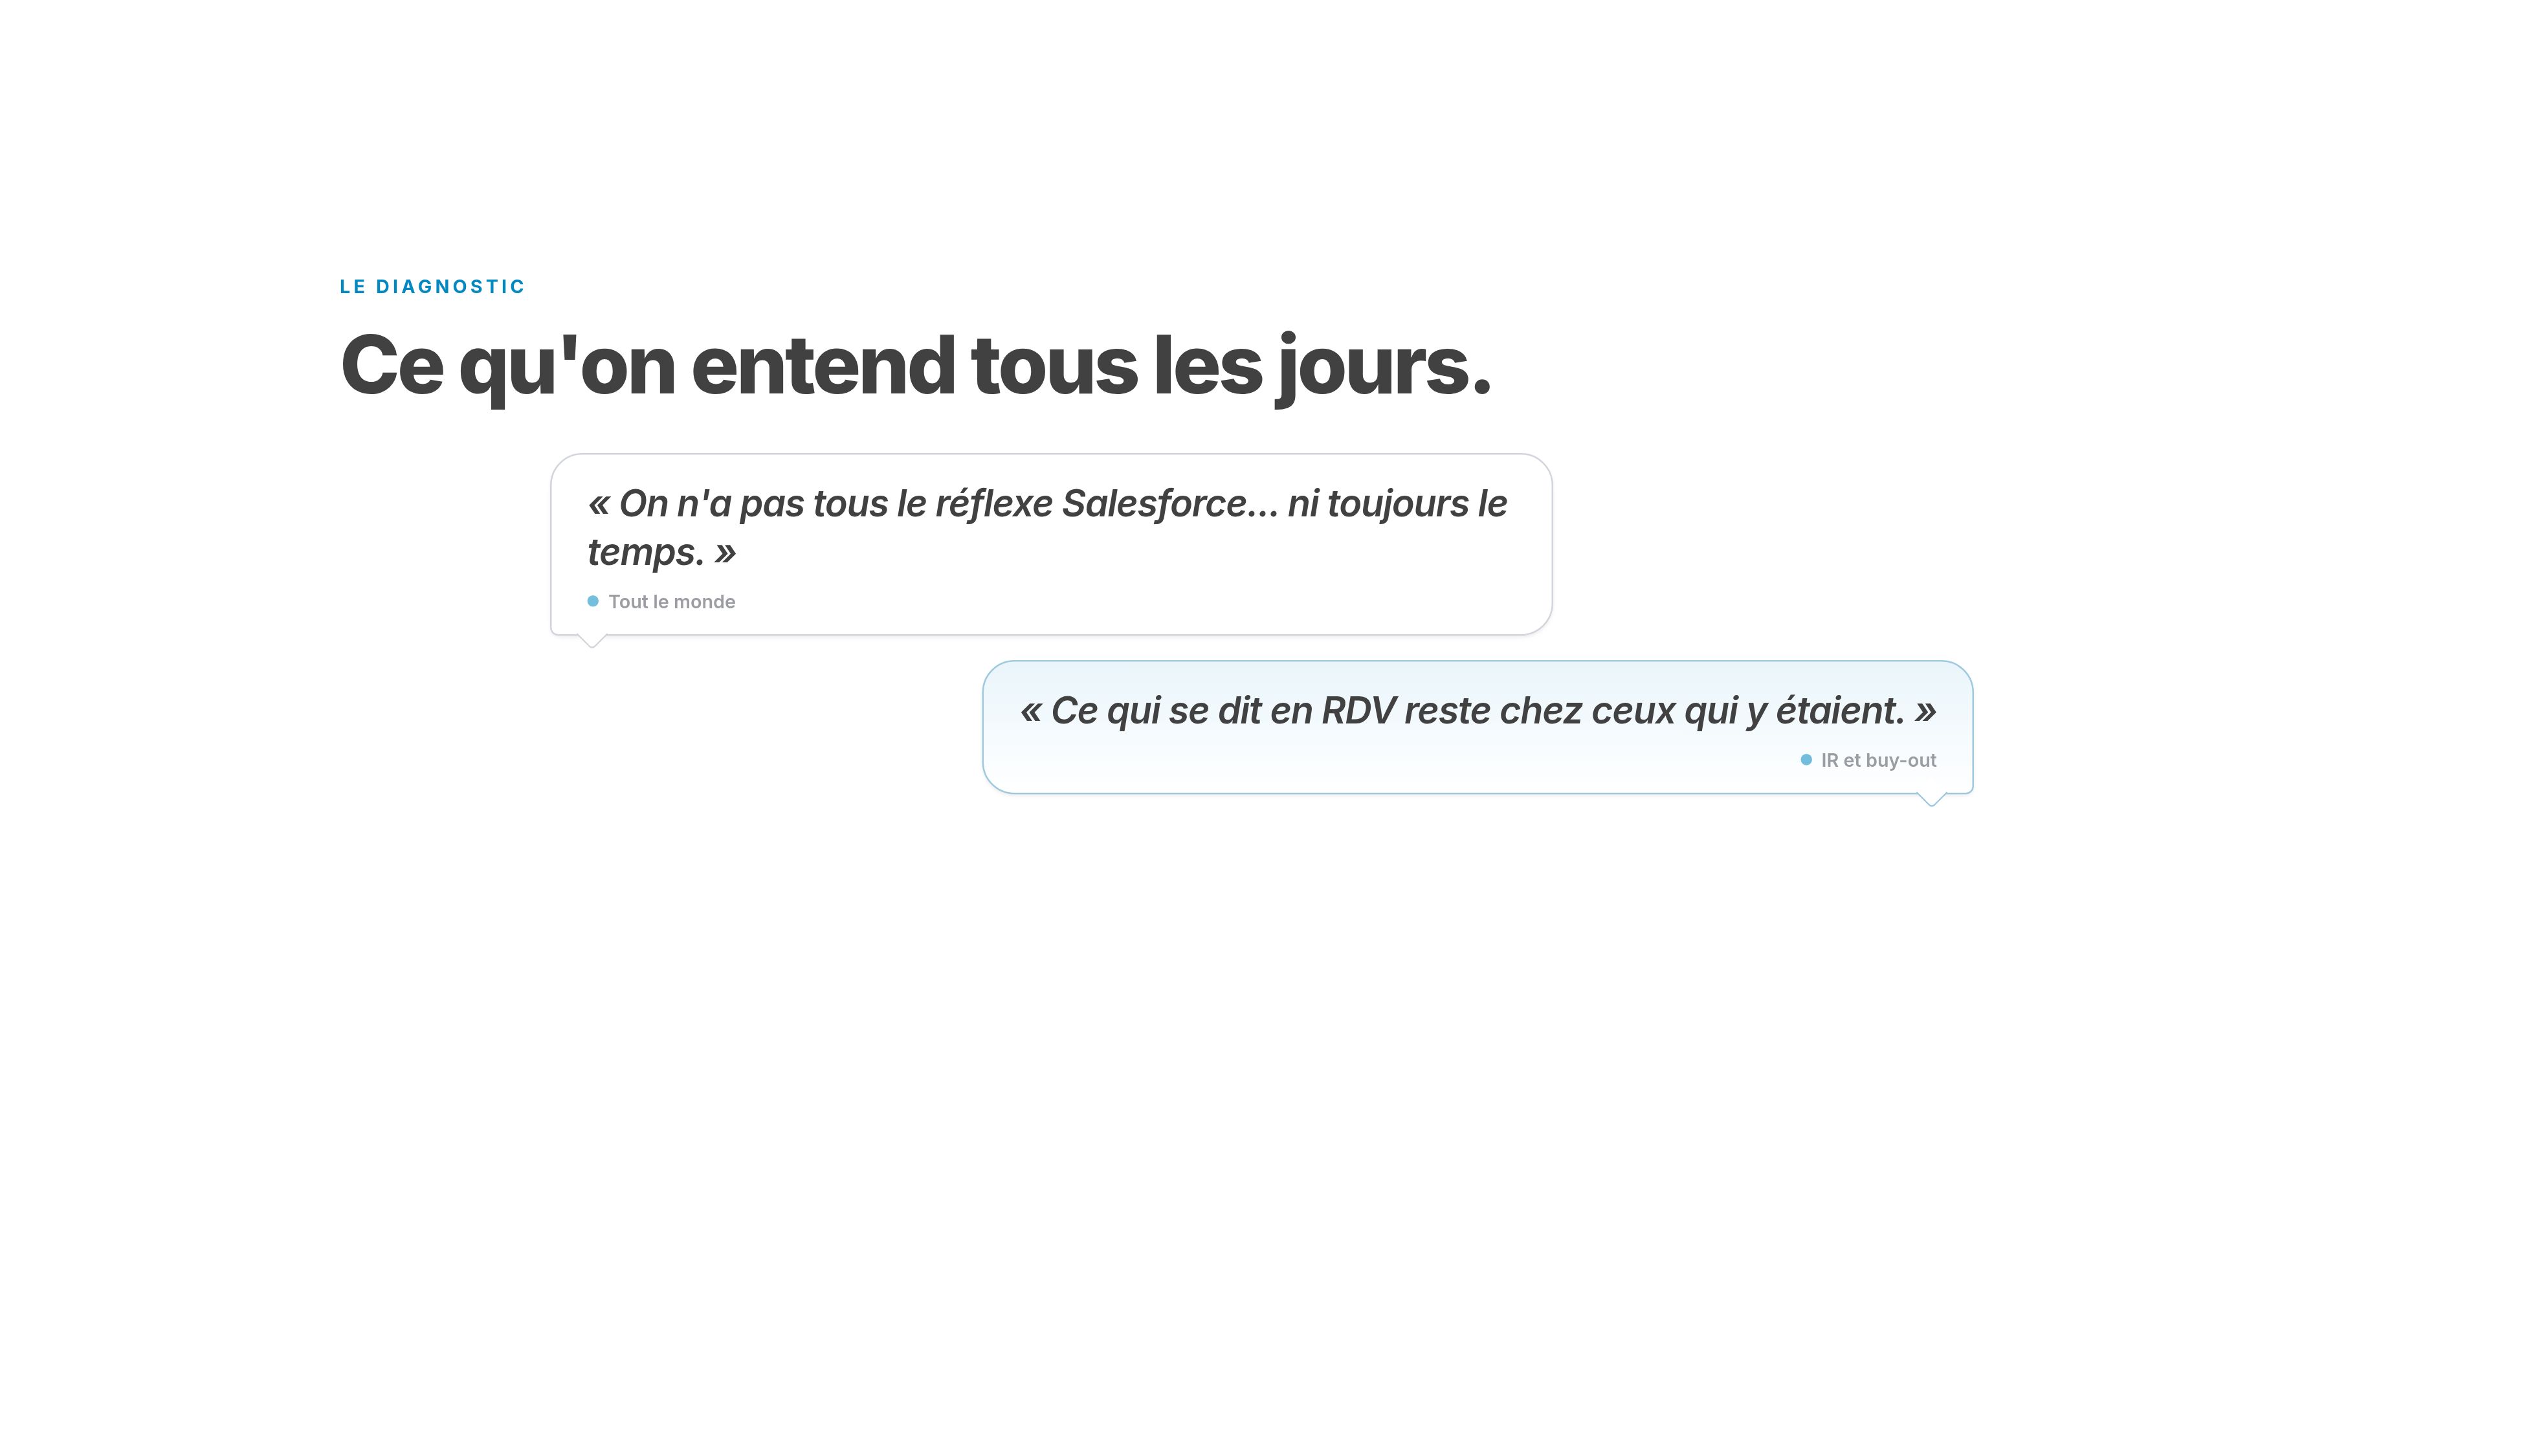 LE DIAGNOSTIC
Ce qu'on entend tous les jours.
« On n'a pas tous le réflexe Salesforce… ni toujours le
temps. »
Tout le monde
« Ce qui se dit en RDV reste chez ceux qui y étaient. »
IR et buy-out